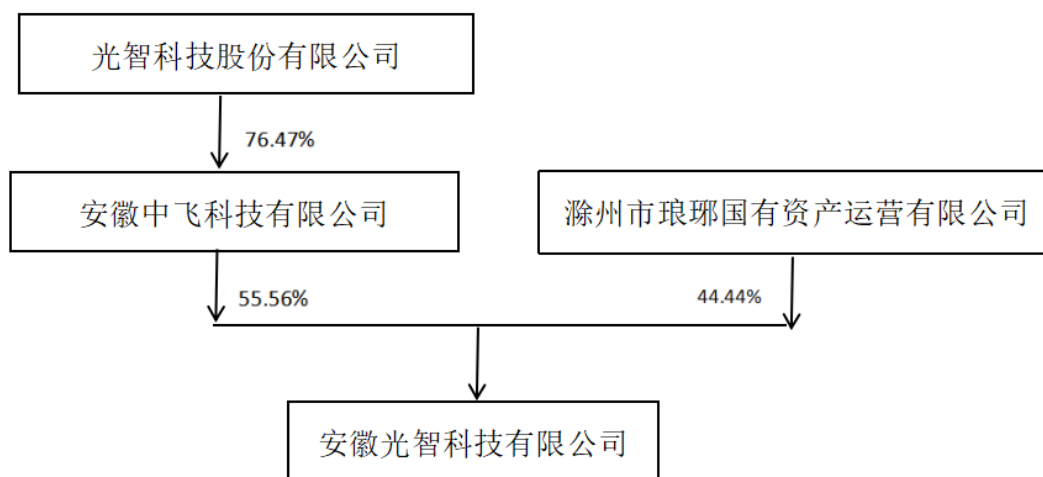 光智科技股份有限公司
76.47%
安徽中飞科技有限公司
滁州市琅琊国有资产运营有限公司
55.56%
44.44%
安徽光智科技有限公司